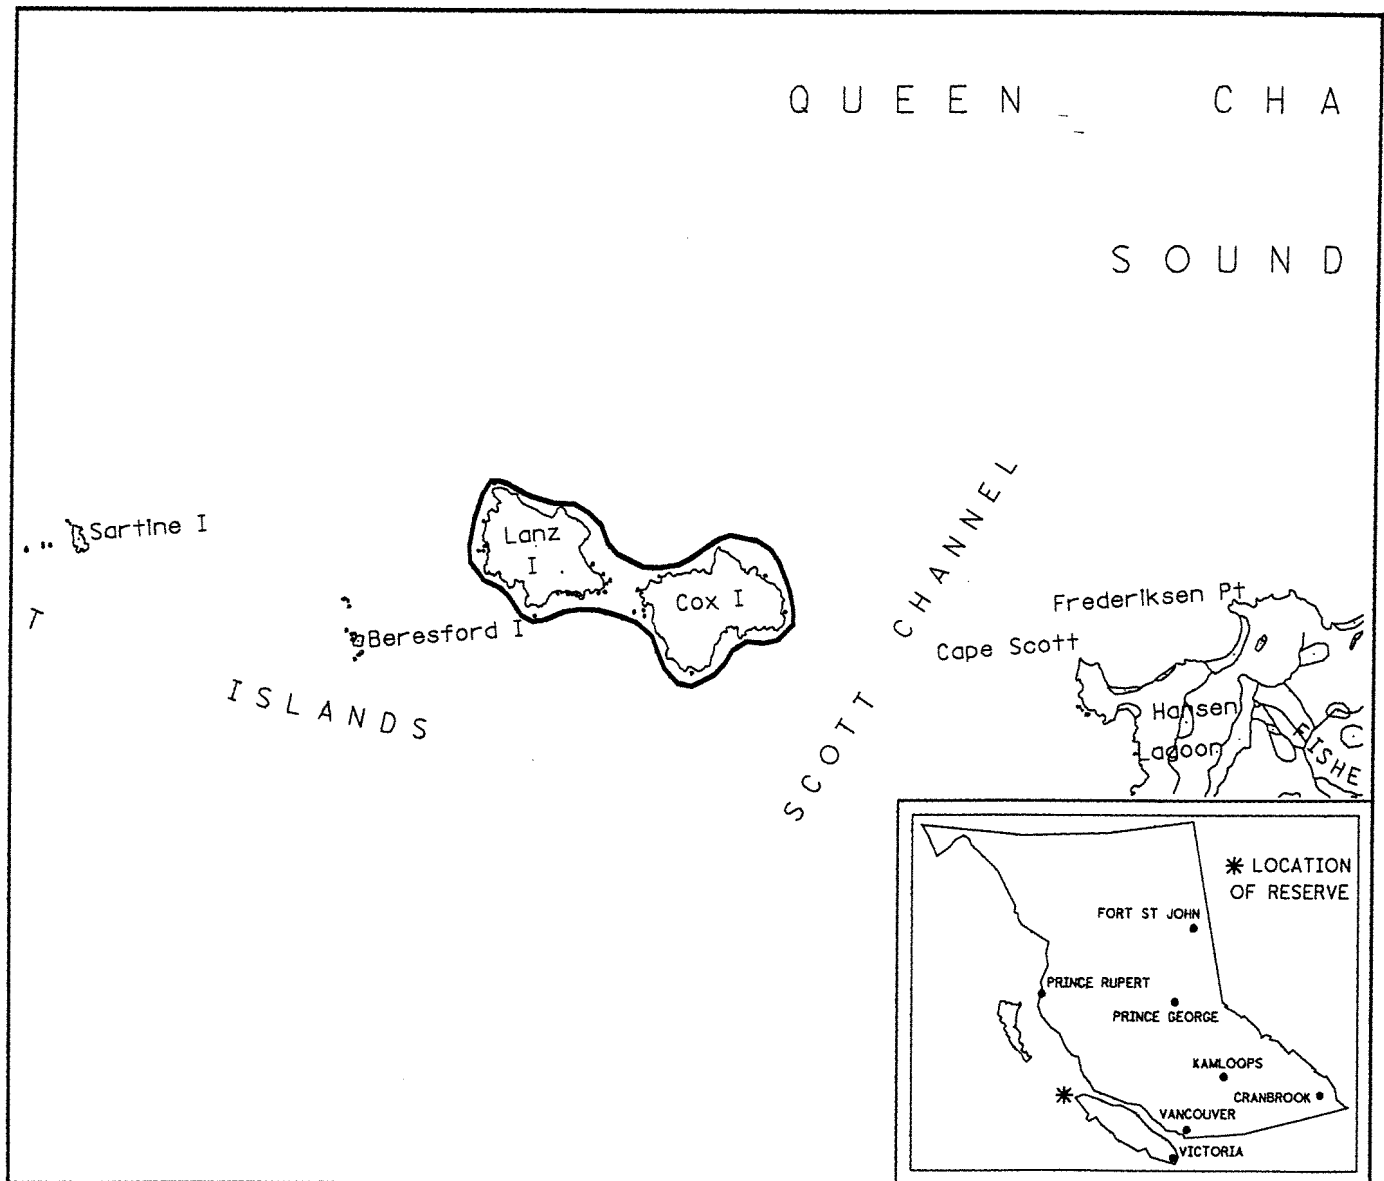 QUEEN CHA
SOUND
SCOTT CHANNEL
Sartine I
Lanz
I
Cox I
Beresford I
T
ISLANDS
Frederiksen Pt
Cape Scott
Hansen
Lagoon
FISHE
* LOCATION
OF RESERVE
FORT ST JOHN
PRINCE RUPERT
PRINCE GEORGE
KAMLOOPS
CRANBROOK
VANCOUVER
VICTORIA